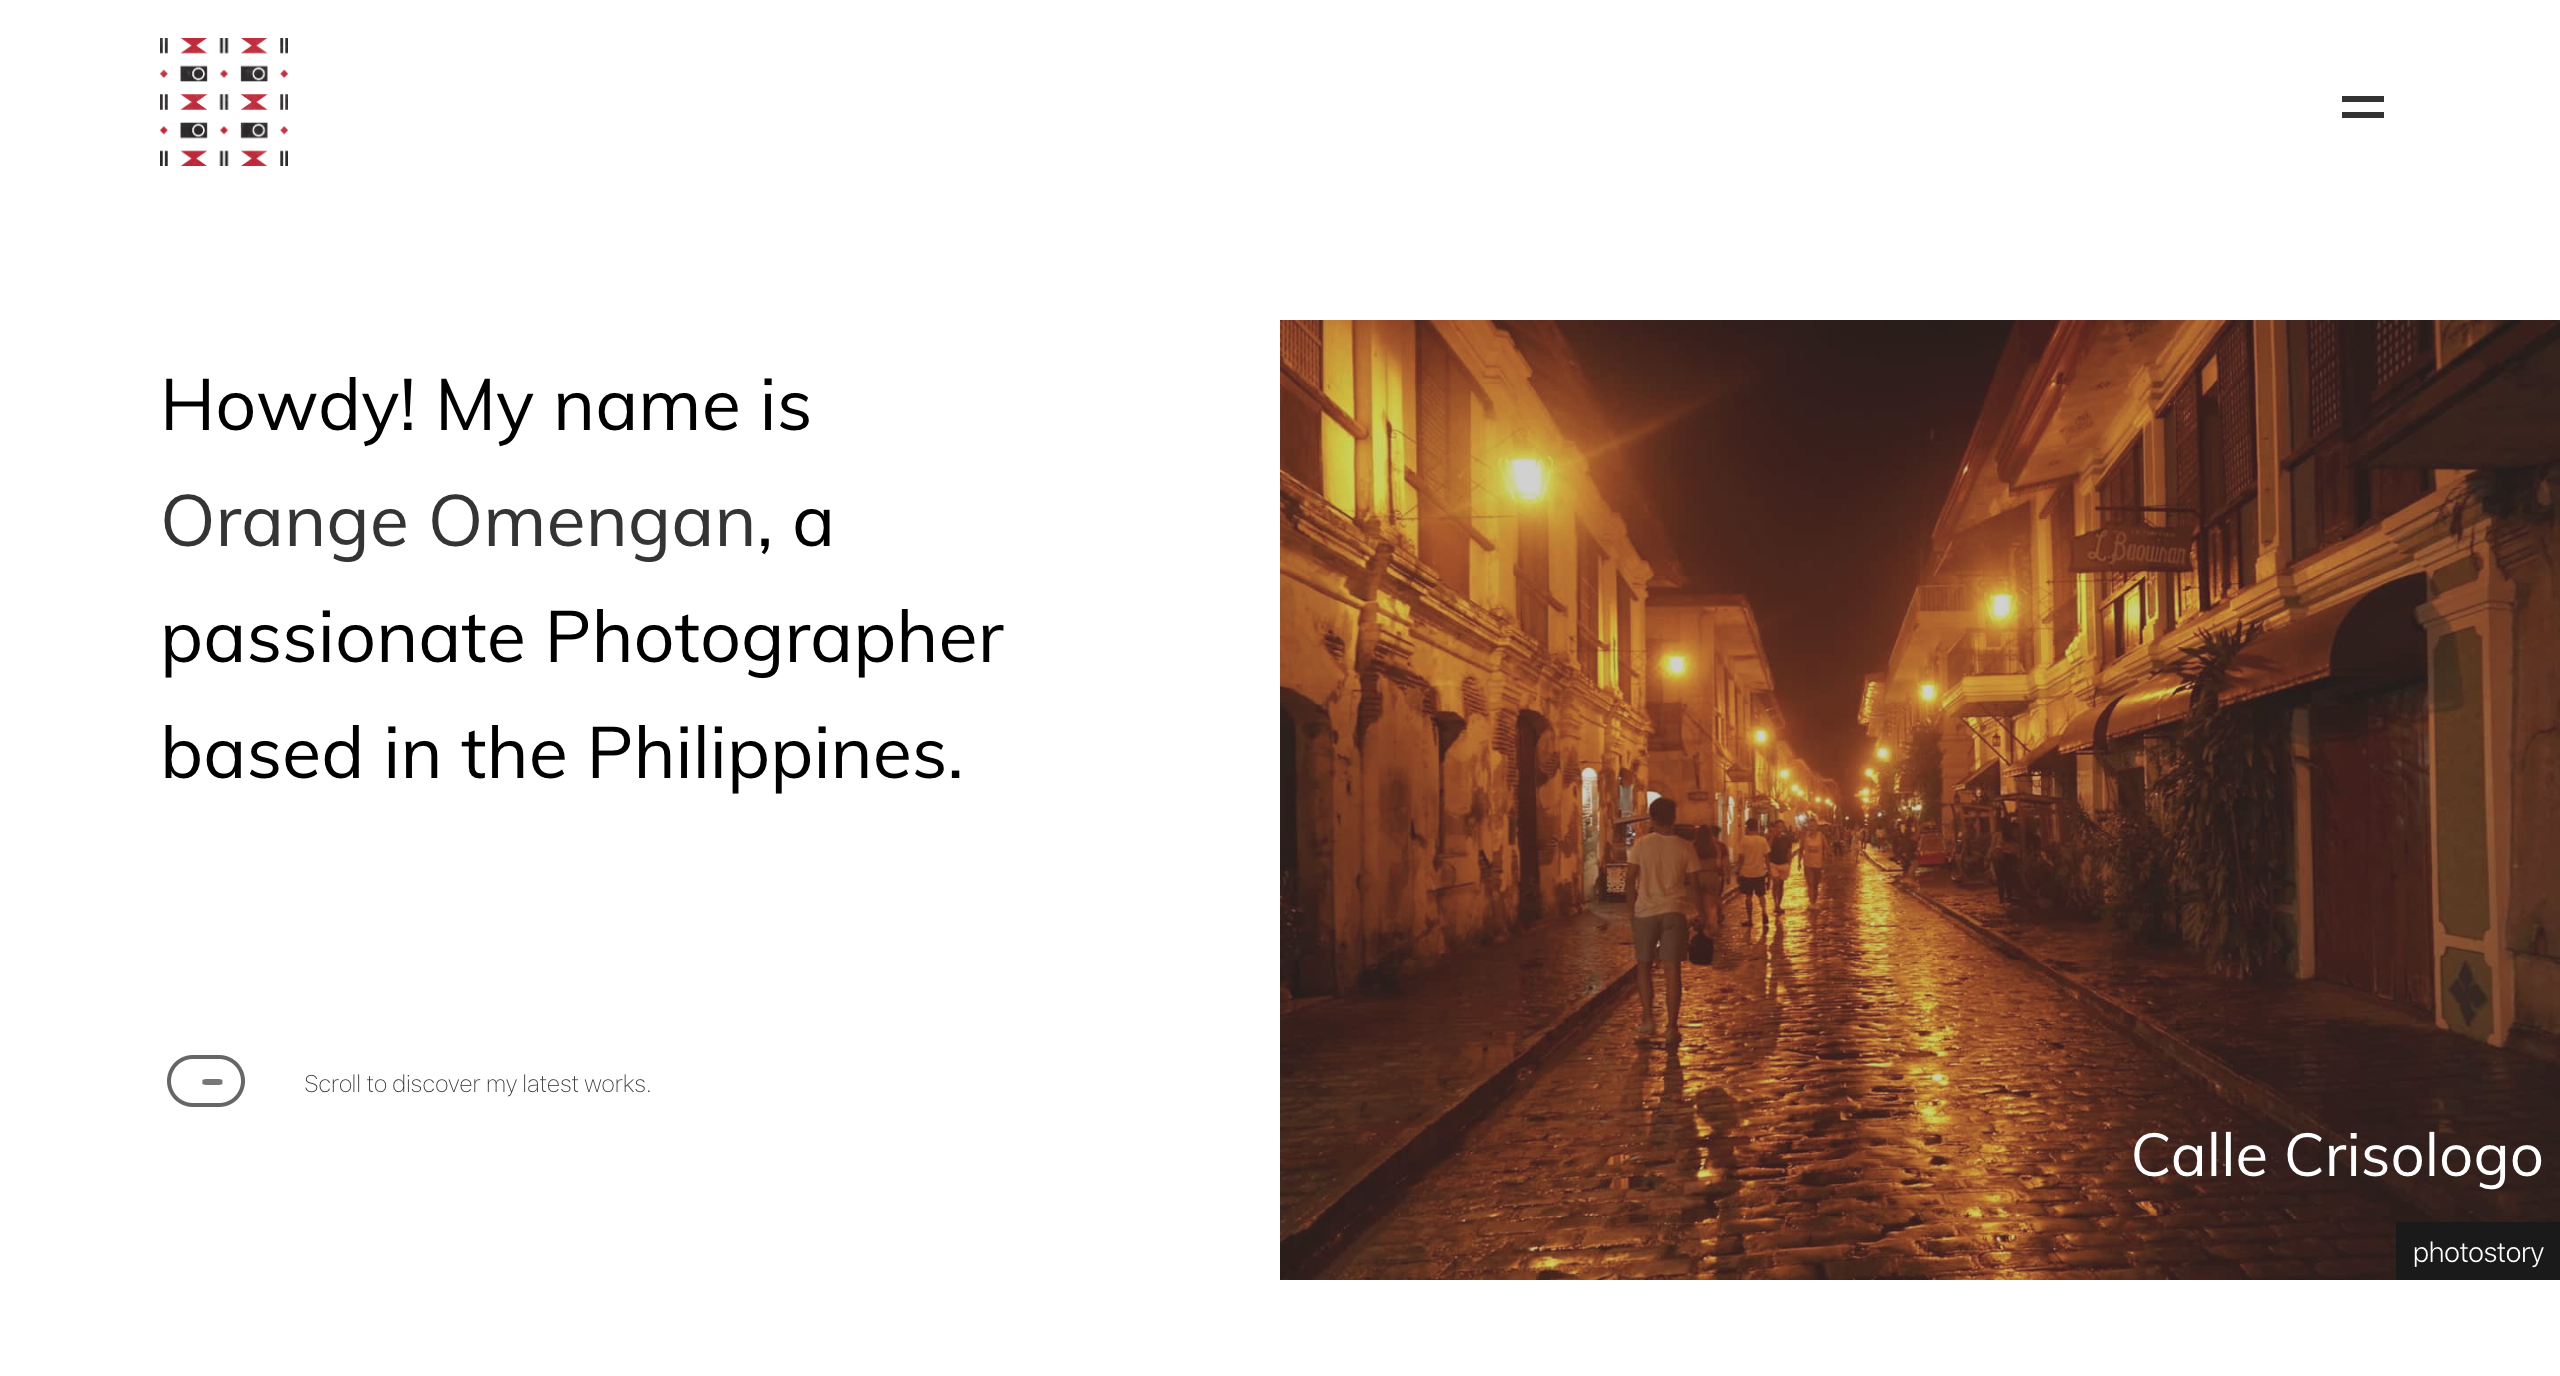 Howdy! My name is
Orange Omengan, a
passionate Photographer
based in the Philippines.
Scroll to discover my latest works.
Calle Crisologo
photostory